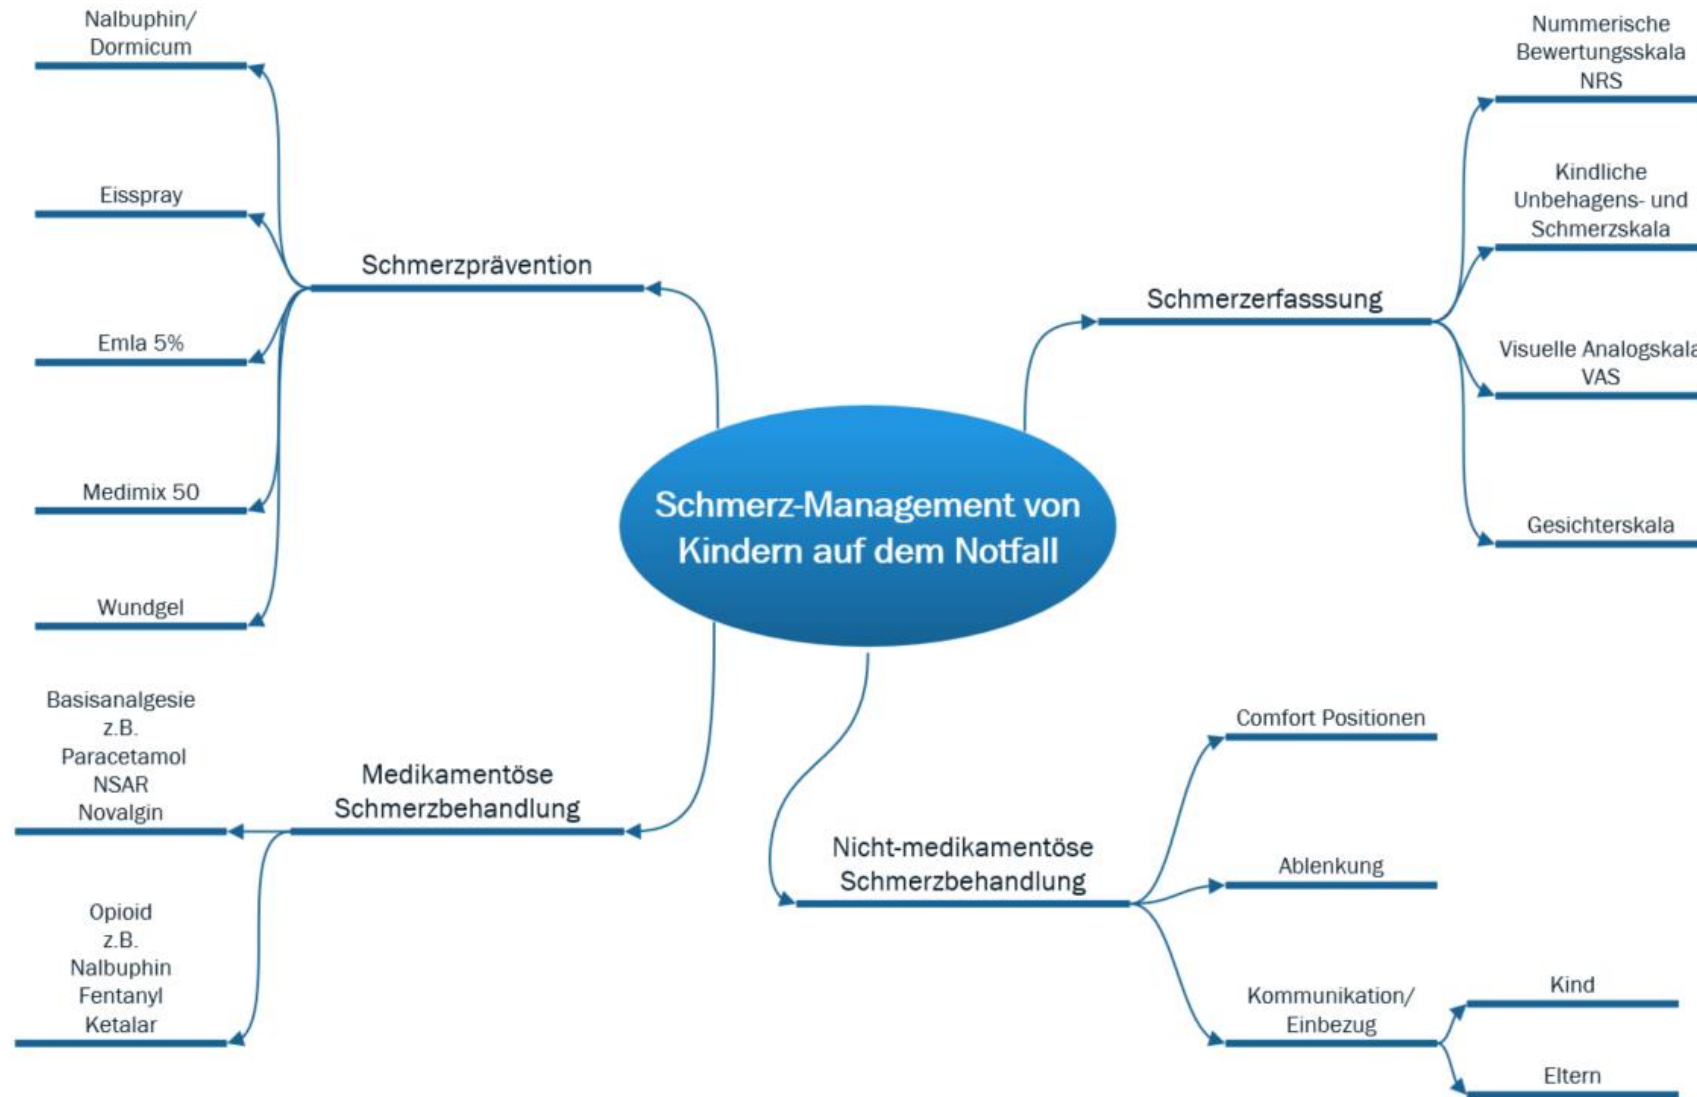 Nalbuphin/
Dormicum
Eisspray
Emla 5%
Medimix 50
Wundgel
Schmerzprävention
Basisanalgesie
z.B.
Paracetamol
NSAR
Novalgin
Opioid
z.B.
Nalbuphin
Fentanyl
Ketalar
Medikamentöse
Schmerzbehandlung
Schmerz-Management von
Kindern auf dem Notfall
Schmerzerfasssung
Nummerische
Bewertungsskala
NRS
Kindliche
Unbehagens- und
Schmerzskala
Visuelle Analogskala
VAS
Gesichterskala
Nicht-medikamentöse
Schmerzbehandlung
Comfort Positionen
Ablenkung
Kommunikation/
Einbezug
Kind
Eltern